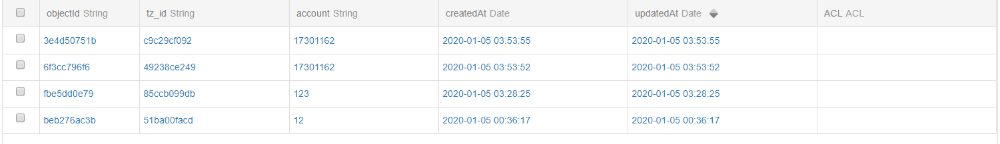 objectId String tz_id String account String createdAt Date updatedAt Date ACL ACL
3e4d50751b c9c29cf092 17301162 2020-01-05 03:53:55 2020-01-05 03:53:55
6f3cc796f6 49238ce249 17301162 2020-01-05 03:53:52 2020-01-05 03:53:52
fbe5dd0e79 85ccb099db 123 2020-01-05 03:28:25 2020-01-05 03:28:25
beb276ac3b 51ba00facd 12 2020-01-05 00:36:17 2020-01-05 00:36:17